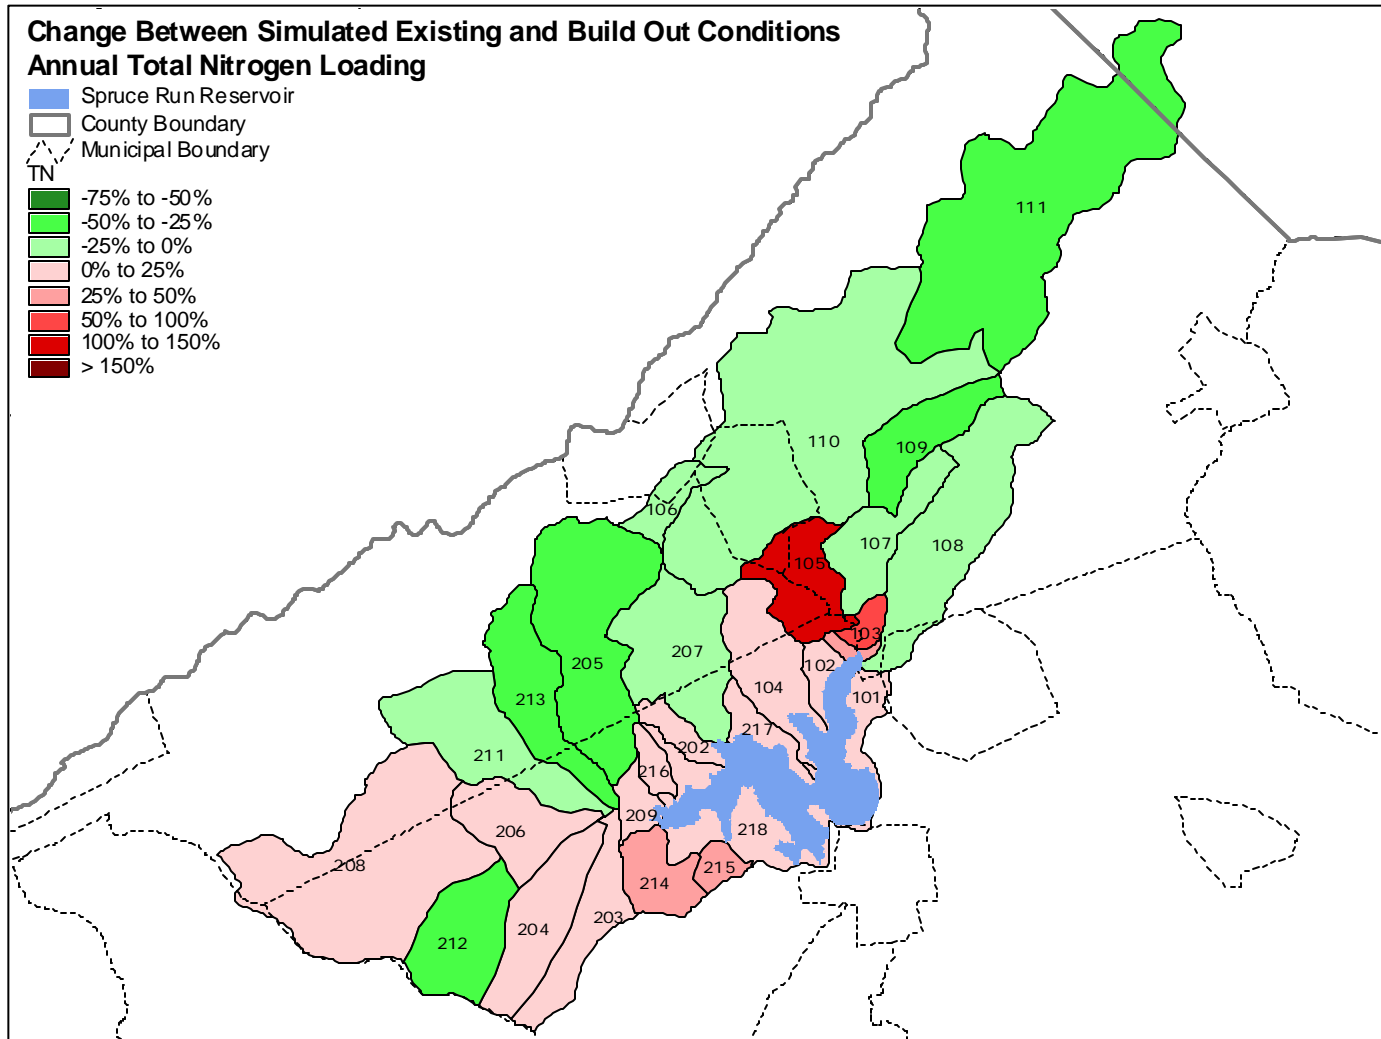 Change Between Simulated Existing and Build Out Conditions
Annual Total Nitrogen Loading
Spruce Run Reservoir
County Boundary
Municipal Boundary
TN
-75% to -50%
-50% to -25%
-25% to 0%
0% to 25%
25% to 50%
50% to 100%
100% to 150%
> 150%
111
110
109
106
107
108
105
103
102
101
205
207
213
104
217
202
211
216
209
218
206
208
215
214
203
204
212